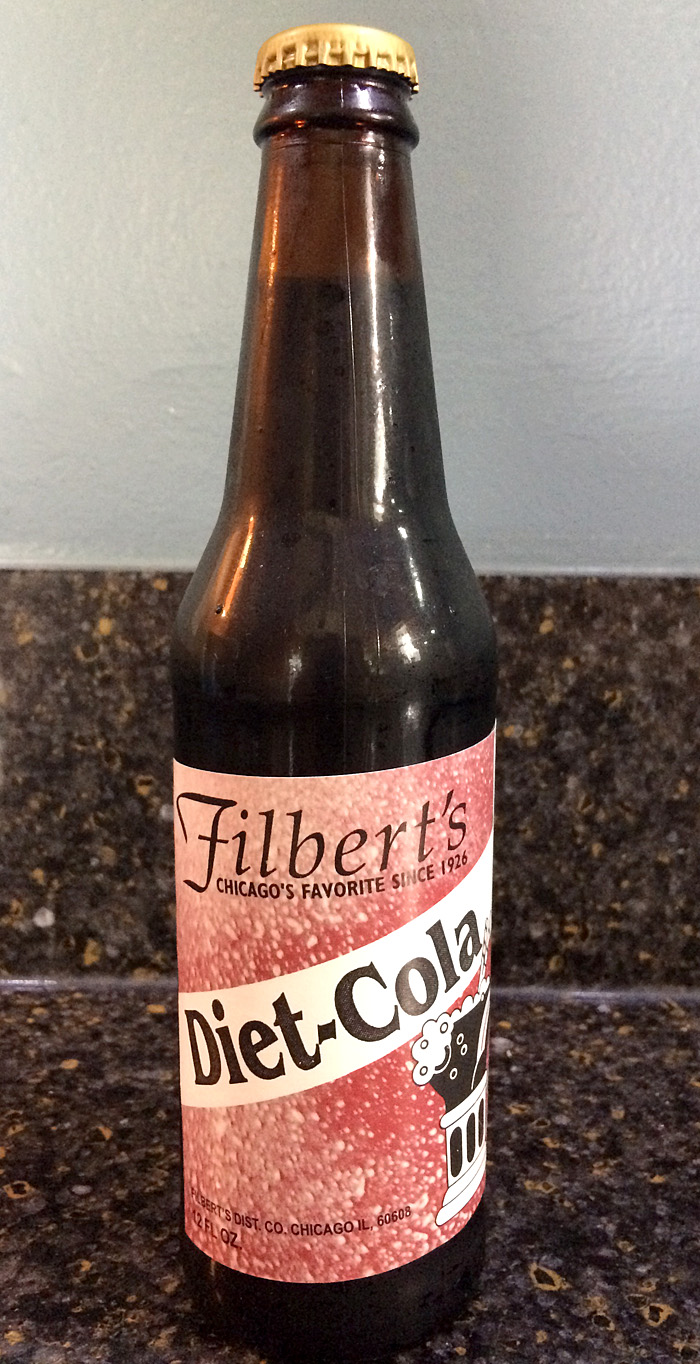 Filbert's
CHICAGO'S FAVORITE SINCE 1926
Diet-Cola
FILBERT'S DIST. CO. CHICAGO IL, 60608
12 FL OZ.